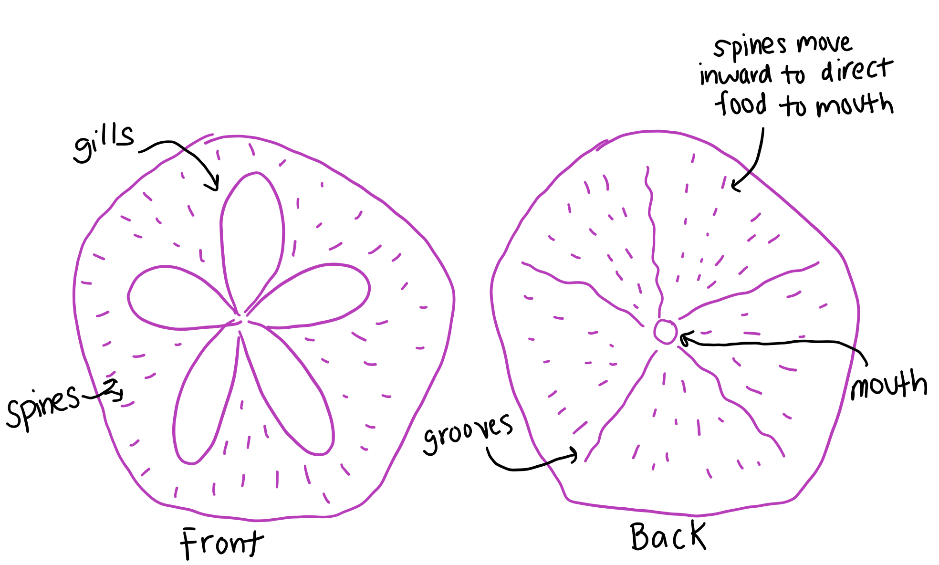 spines move
inward to direct
food to mouth
gills
spines
mouth
grooves
Front
Back